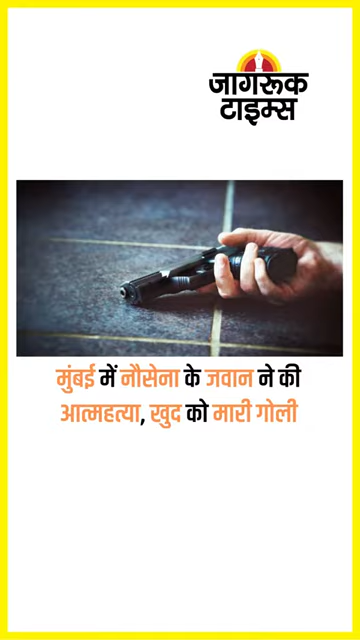 जागरूक
टाइम्स
मुंबई में नौसेना के जवान ने की
आत्महत्या, खुद को मारी गोली